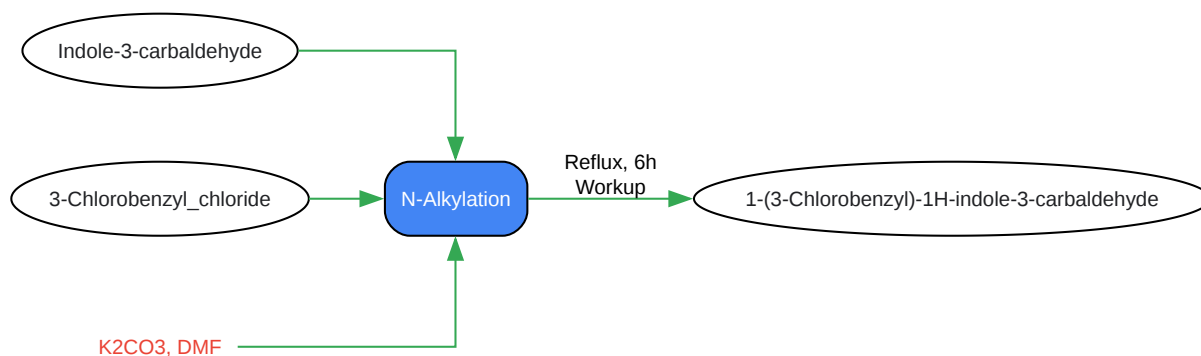 Indole-3-carbaldehyde
3-Chlorobenzyl_chloride
N-Alkylation
Reflux, 6h
Workup
1-(3-Chlorobenzyl)-1H-indole-3-carbaldehyde
K2CO3, DMF